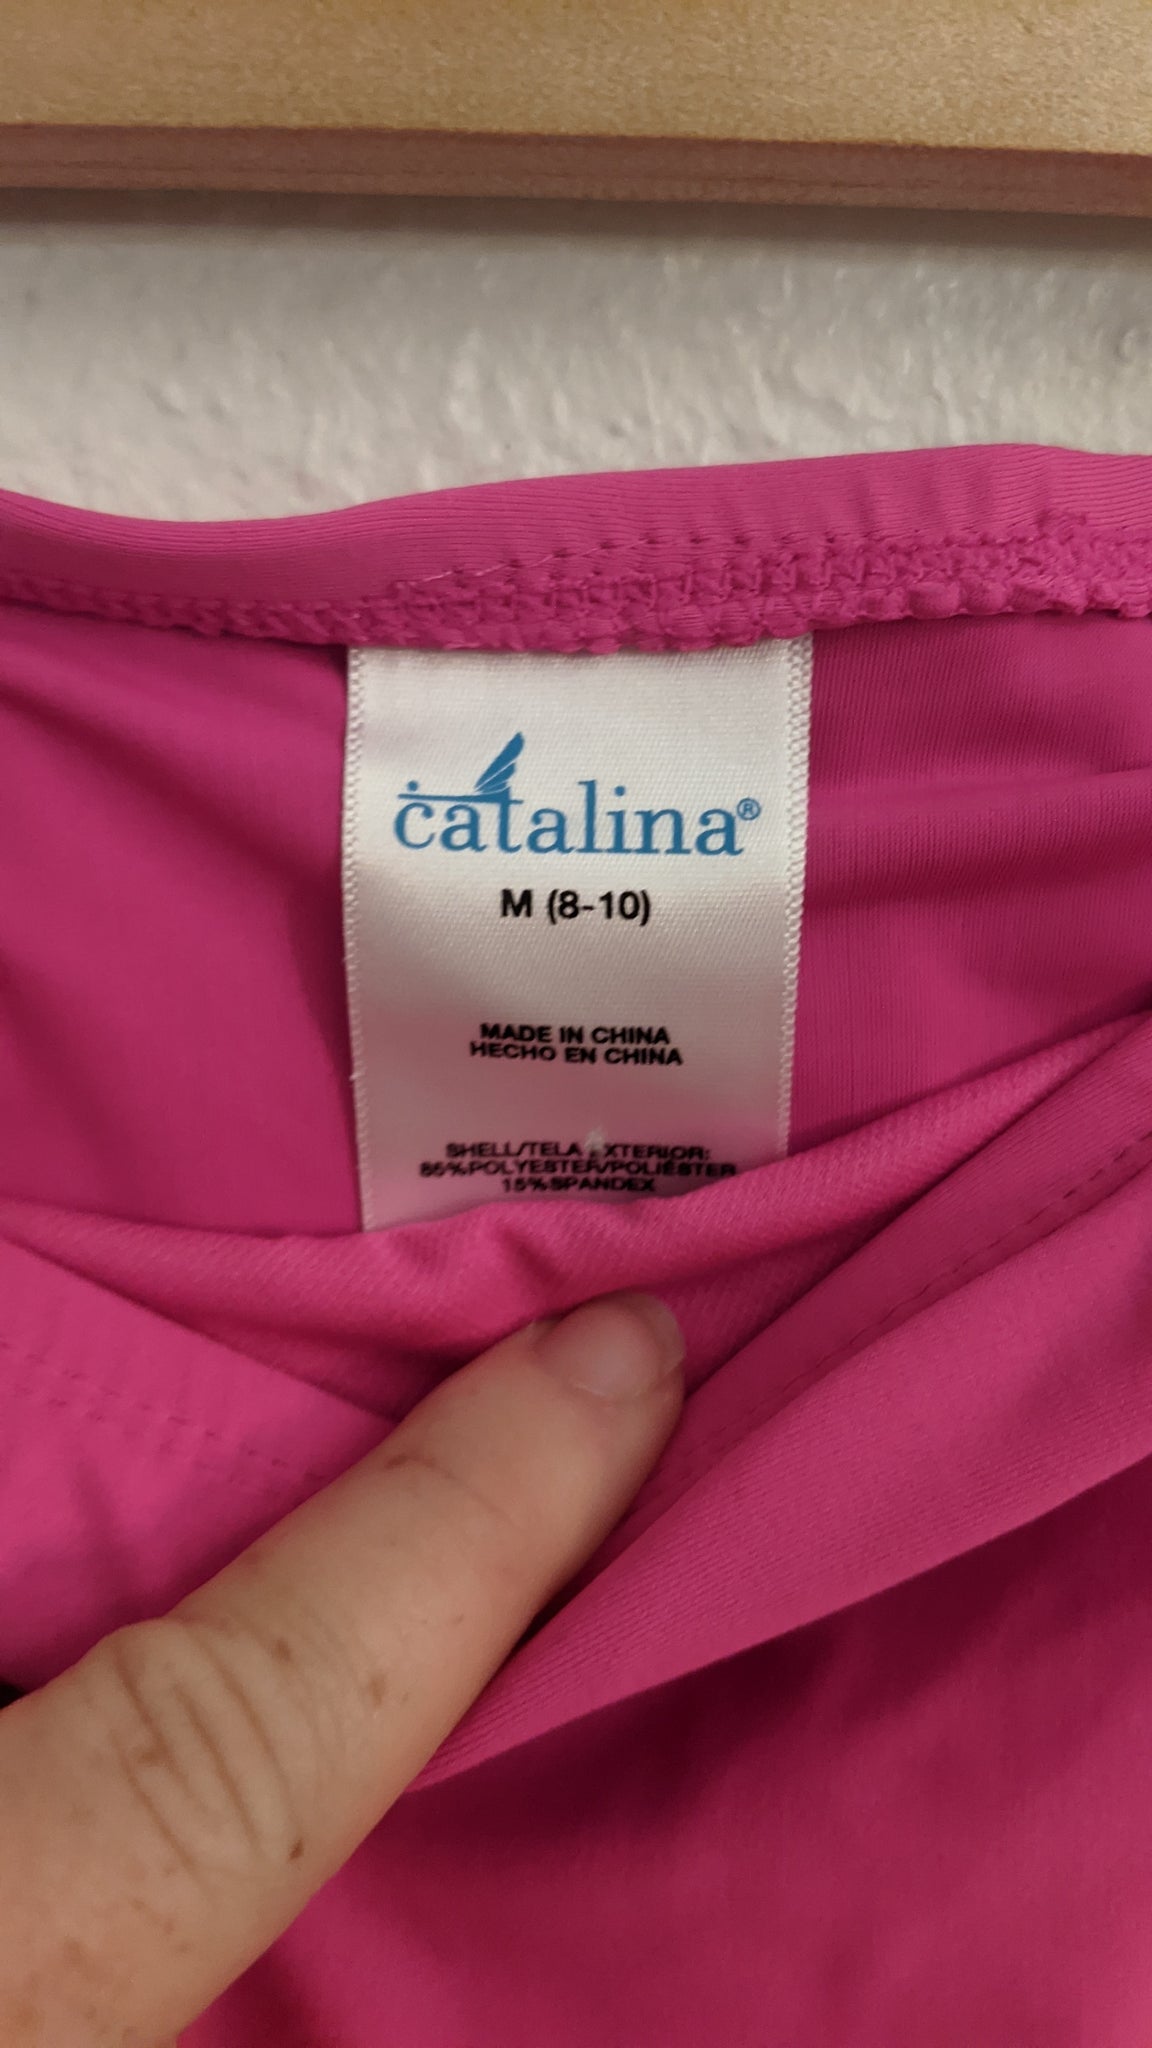 catalina®
M (8-10)
MADE IN CHINA
HECHO EN CHINA
SHELL/TELA EXTERIOR:
85%POLYESTER/POLIÉSTER
15%SPANDEX